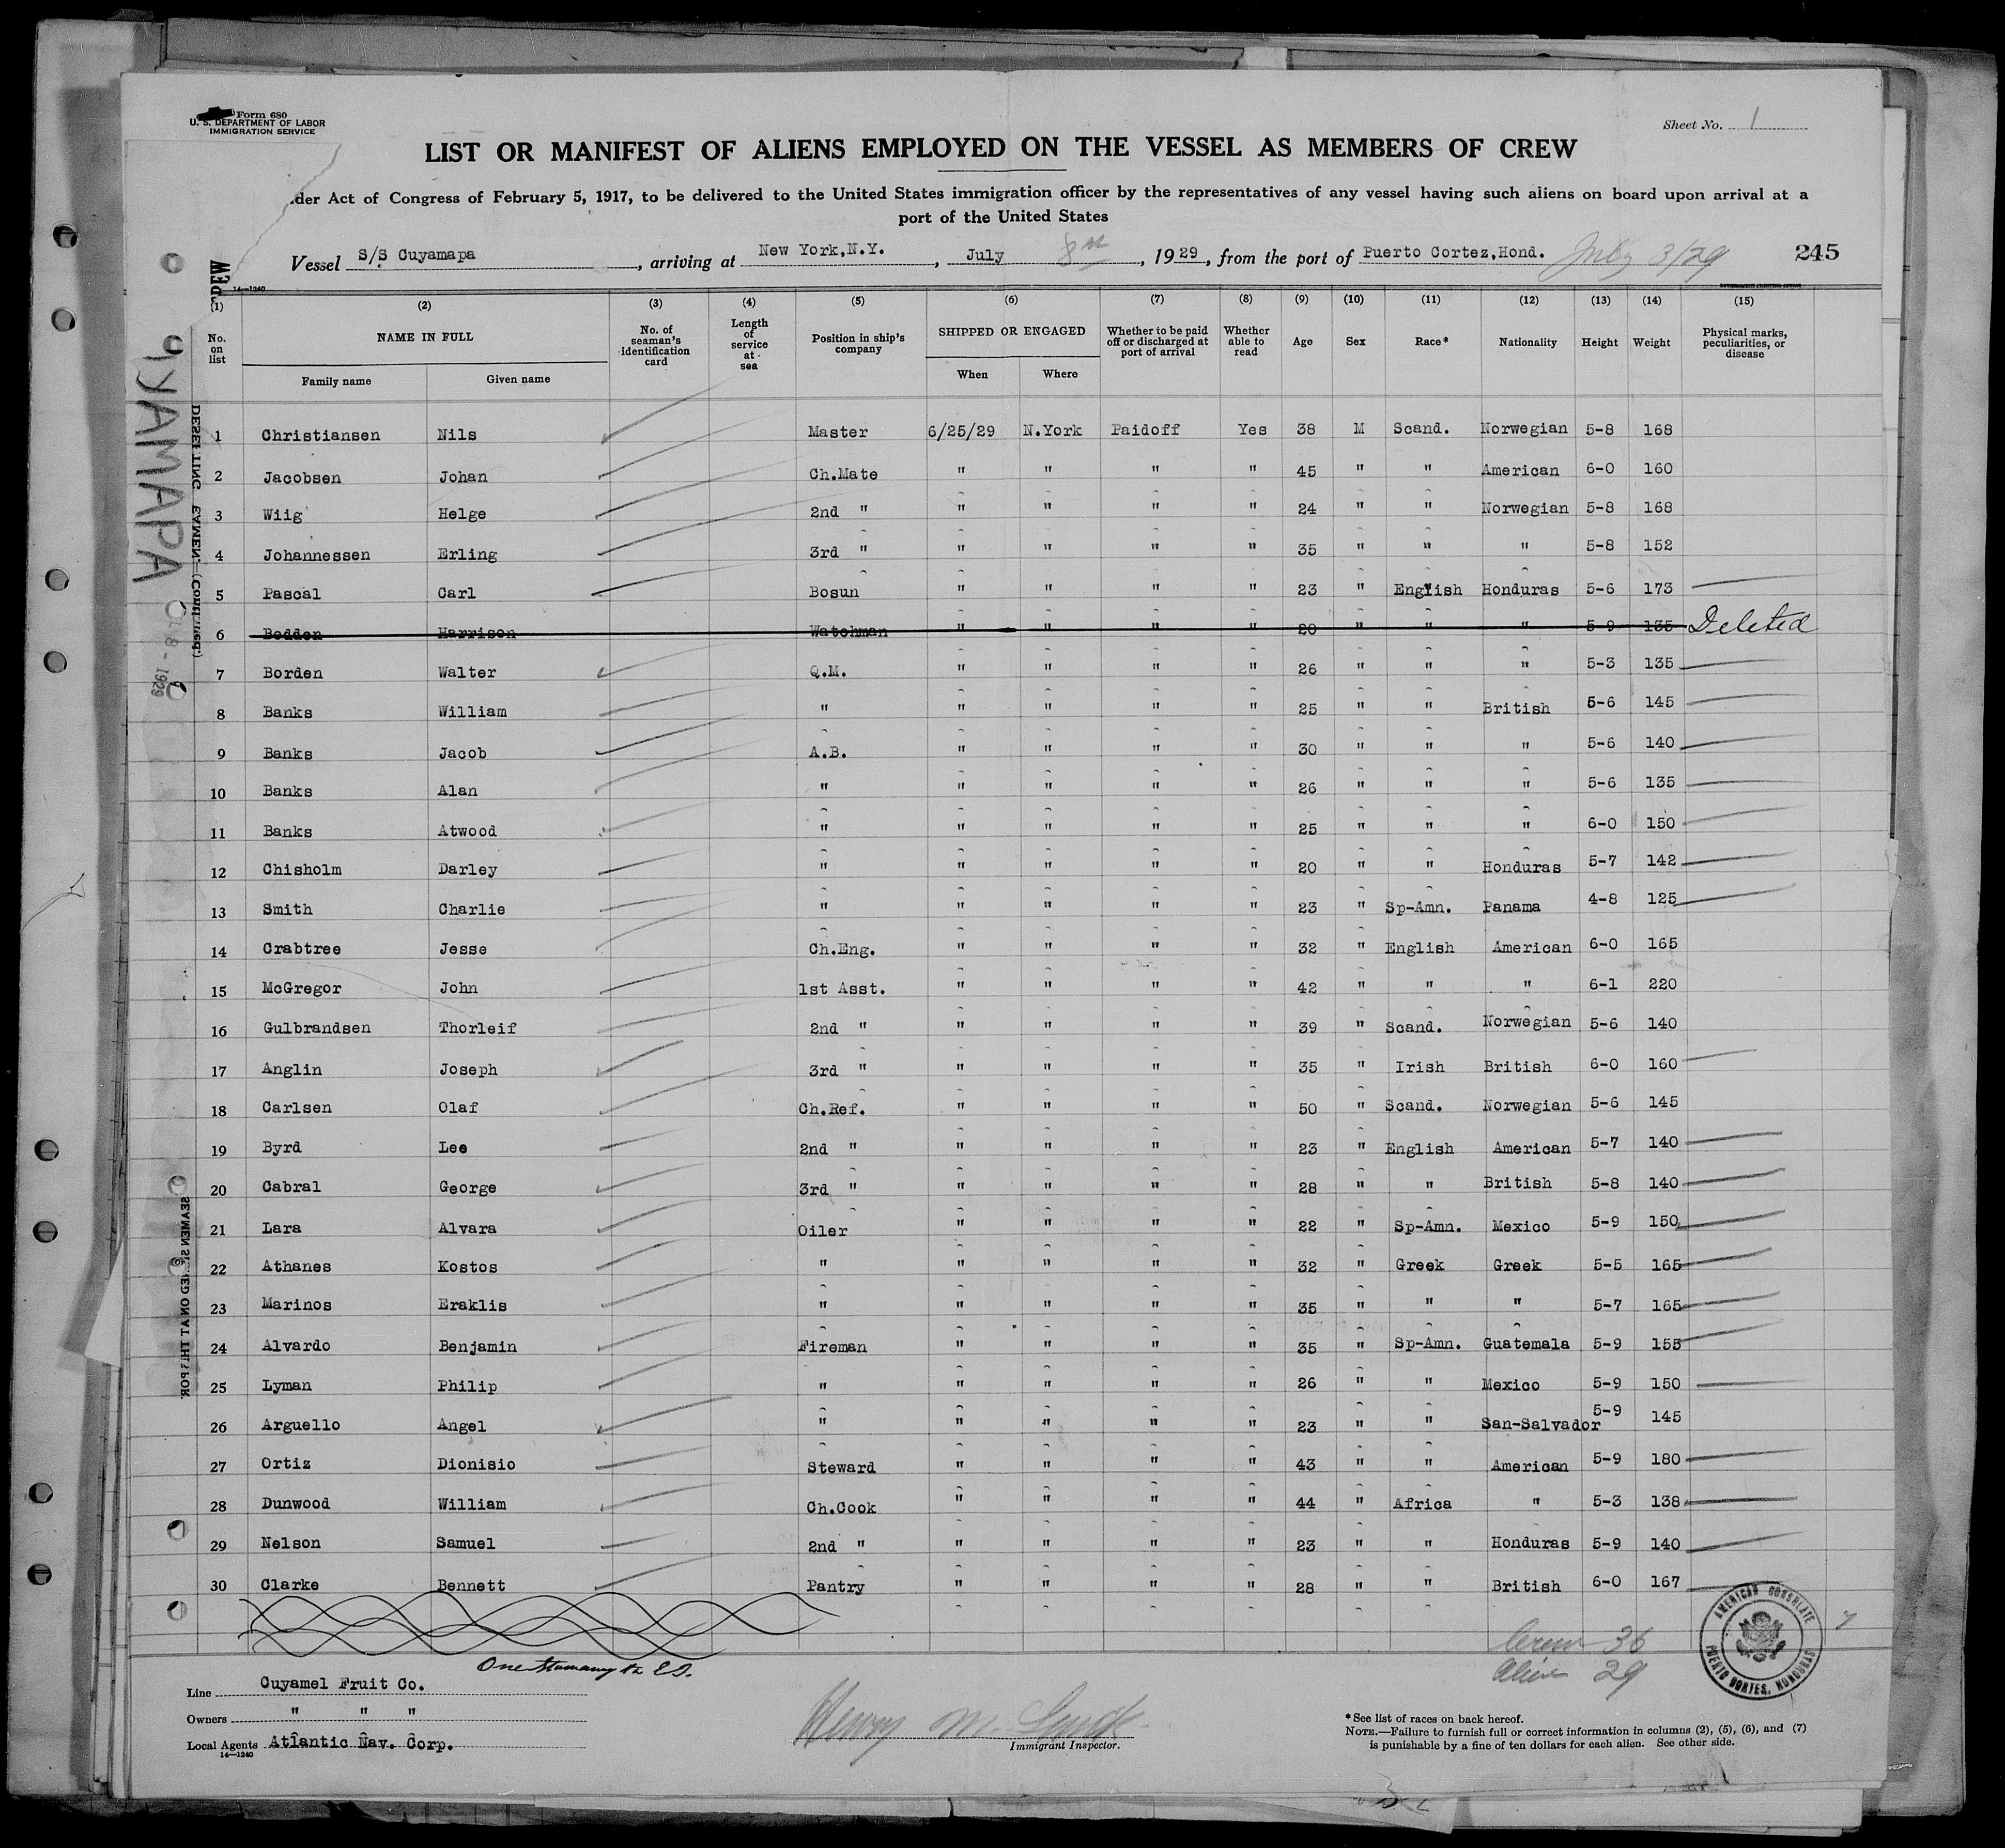 Form 680
U. S. DEPARTMENT OF LABOR
IMMIGRATION SERVICE
Sheet No. 1
LIST OR MANIFEST OF ALIENS EMPLOYED ON THE VESSEL AS MEMBERS OF CREW
der Act of Congress of February 5, 1917, to be delivered to the United States immigration officer by the representatives of any vessel having such aliens on board upon arrival at a
port of the United States
Vessel S/S Cuyamapa, arriving at New York,N.Y., July 8th, 1929, from the port of Puerto Cortez,Hond. July 3/29 245
14—1240
(1) (2) (3) (4) (5) (6) (7) (8) (9) (10) (11) (12) (13) (14) (15)
No. on list NAME IN FULL Family name Given name No. of seaman's identification card Length of service at sea Position in ship's company SHIPPED OR ENGAGED When Where Whether to be paid off or discharged at port of arrival Whether able to read Age Sex Race* Nationality Height Weight Physical marks, peculiarities, or disease
1 Christiansen Nils Master 6/25/29 N.York Paidoff Yes 38 M Scand. Norwegian 5-8 168
2 Jacobsen Johan Ch.Mate " " " " 45 " " American 6-0 160
3 Wiig Helge 2nd " " " " " 24 " " Norwegian 5-8 168
4 Johannessen Erling 3rd " " " " " 35 " " " 5-8 152
5 Pascal Carl Bosun " " " " 23 " English Honduras 5-6 173
6 Bodden Harrison Watchman " " " " 20 " " " 5-9 135 Deleted
7 Borden Walter Q.M. " " " " 26 " " " 5-3 135
8 Banks William " " " " " 25 " " British 5-6 145
9 Banks Jacob A.B. " " " " 30 " " " 5-6 140
10 Banks Alan " " " " " 26 " " " 5-6 135
11 Banks Atwood " " " " " 25 " " " 6-0 150
12 Chisholm Darley " " " " " 20 " " Honduras 5-7 142
13 Smith Charlie " " " " " 23 " Sp-Amn. Panama 4-8 125
14 Crabtree Jesse Ch.Eng. " " " " 32 " English American 6-0 165
15 McGregor John 1st Asst. " " " " 42 " " " 6-1 220
16 Gulbrandsen Thorleif 2nd " " " " " 39 " Scand. Norwegian 5-6 140
17 Anglin Joseph 3rd " " " " " 35 " Irish British 6-0 160
18 Carlsen Olaf Ch.Ref. " " " " 50 " Scand. Norwegian 5-6 145
19 Byrd Lee 2nd " " " " " 23 " English American 5-7 140
20 Cabral George 3rd " " " " " 28 " " British 5-8 140
21 Lara Alvara Oiler " " " " 22 " Sp-Amn. Mexico 5-9 150
22 Athanes Kostos " " " " " 32 " Greek Greek 5-5 165
23 Marinos Eraklis " " " " " 35 " " " 5-7 165
24 Alvardo Benjamin Fireman " " " " 35 " Sp-Amn. Guatemala 5-9 155
25 Lyman Philip " " " " " 26 " " Mexico 5-9 150
26 Arguello Angel " " " " " 23 " " San-Salvador 5-9 145
27 Ortiz Dionisio Steward " " " " 43 " " American 5-9 180
28 Dunwood William Ch.Cook " " " " 44 " Africa " 5-3 138
29 Nelson Samuel 2nd " " " " " 23 " " Honduras 5-9 140
30 Clarke Bennett Pantry " " " " 28 " " British 6-0 167
Crew 36
29
AMERICAN CONSULATE
PUERTO CORTES, HONDURAS
Line Cuyamel Fruit Co.
Owners " " "
Local Agents Atlantic Nav. Corp.
14—1240
Henry M.
Immigrant Inspector.
* See list of races on back hereof.
NOTE.—Failure to furnish full or correct information in columns (2), (5), (6), and (7)
is punishable by a fine of ten dollars for each alien. See other side.
YAMAPA